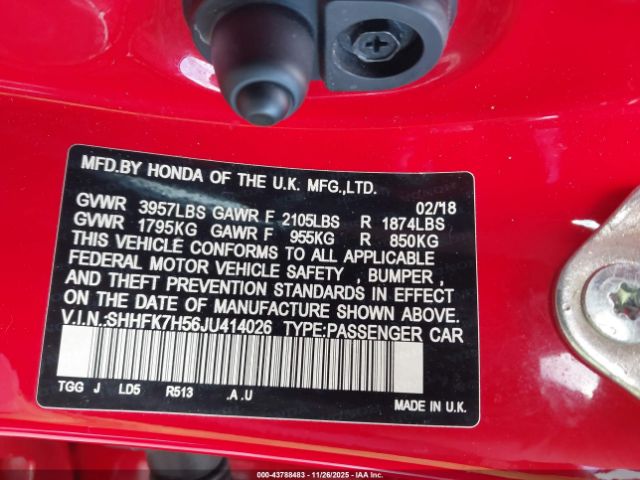 MFD.BY HONDA OF THE U.K. MFG.,LTD.
02/18
GVWR 3957LBS GAWR F 2105LBS R 1874LBS
GVWR 1795KG GAWR F 955KG R 850KG
THIS VEHICLE CONFORMS TO ALL APPLICABLE
FEDERAL MOTOR VEHICLE SAFETY , BUMPER ,
AND THEFT PREVENTION STANDARDS IN EFFECT
ON THE DATE OF MANUFACTURE SHOWN ABOVE.
V.I.N.:SHHFK7H56JU414026 TYPE:PASSENGER CAR
TGG J LD5 R513 .A.U
MADE IN U.K.
000-43788483 | 11/26/2025 | IAAI.COM